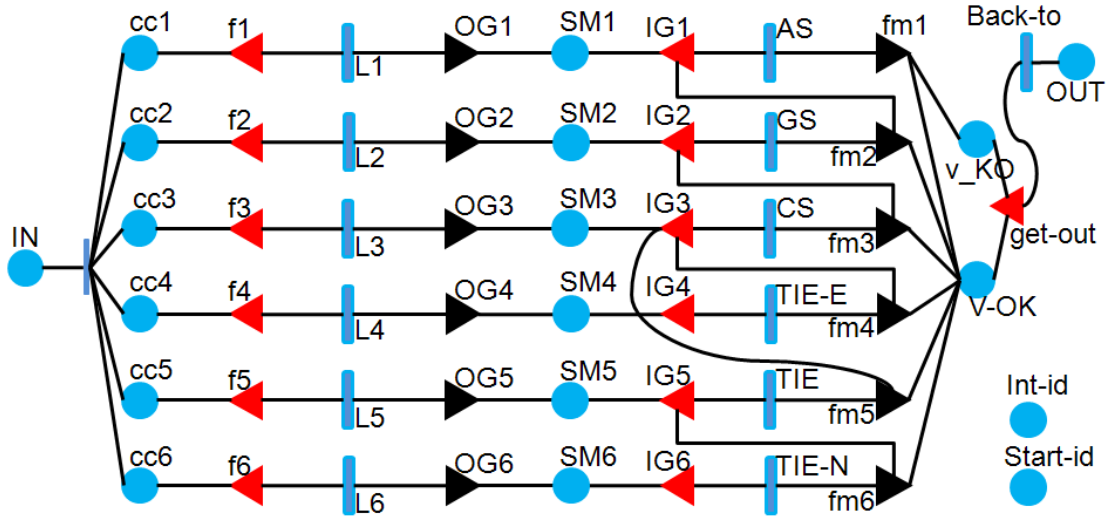 cc1 f1 L1 OG1 SM1 IG1 AS fm1 Back-to
OUT
cc2 f2 L2 OG2 SM2 IG2 GS fm2 v_KO
cc3 f3 L3 OG3 SM3 IG3 CS fm3 get-out
IN
cc4 f4 L4 OG4 SM4 IG4 TIE-E fm4 V-OK
cc5 f5 L5 OG5 SM5 IG5 TIE fm5 Int-id
cc6 f6 L6 OG6 SM6 IG6 TIE-N fm6 Start-id